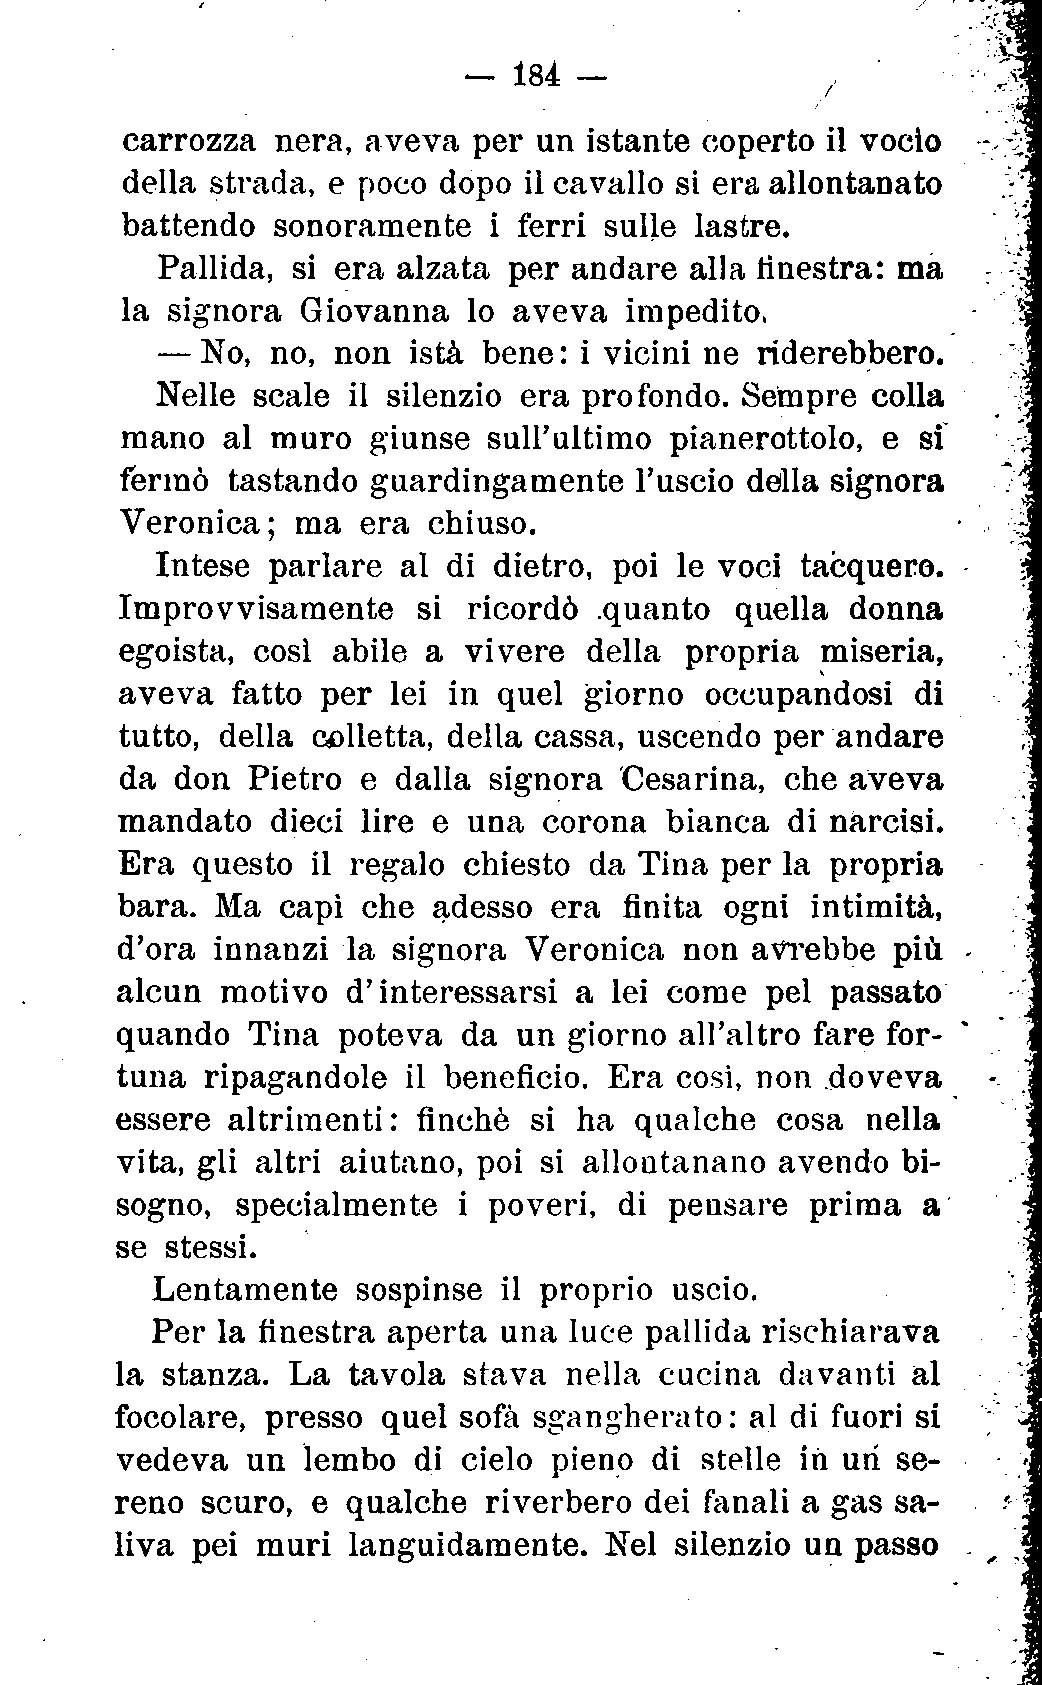 — 184 —
carrozza nera, aveva per un istante coperto il vocio
della strada, e poco dopo il cavallo si era allontanato
battendo sonoramente i ferri sulle lastre.
Pallida, si era alzata per andare alla finestra: ma
la signora Giovanna lo aveva impedito.
— No, no, non istà bene: i vicini ne riderebbero.
Nelle scale il silenzio era profondo. Sempre colla
mano al muro giunse sull'ultimo pianerottolo, e si
fermò tastando guardingamente l'uscio della signora
Veronica; ma era chiuso.
Intese parlare al di dietro, poi le voci tacquero.
Improvvisamente si ricordò quanto quella donna
egoista, così abile a vivere della propria miseria,
aveva fatto per lei in quel giorno occupandosi di
tutto, della colletta, della cassa, uscendo per andare
da don Pietro e dalla signora Cesarina, che aveva
mandato dieci lire e una corona bianca di narcisi.
Era questo il regalo chiesto da Tina per la propria
bara. Ma capì che adesso era finita ogni intimità,
d'ora innanzi la signora Veronica non avrebbe più
alcun motivo d'interessarsi a lei come pel passato
quando Tina poteva da un giorno all'altro fare for-
tuna ripagandole il beneficio. Era così, non doveva
essere altrimenti: finchè si ha qualche cosa nella
vita, gli altri aiutano, poi si allontanano avendo bi-
sogno, specialmente i poveri, di pensare prima a
se stessi.
Lentamente sospinse il proprio uscio.
Per la finestra aperta una luce pallida rischiarava
la stanza. La tavola stava nella cucina davanti al
focolare, presso quel sofà sgangherato: al di fuori si
vedeva un lembo di cielo pieno di stelle in un se-
reno scuro, e qualche riverbero dei fanali a gas sa-
liva pei muri languidamente. Nel silenzio un passo